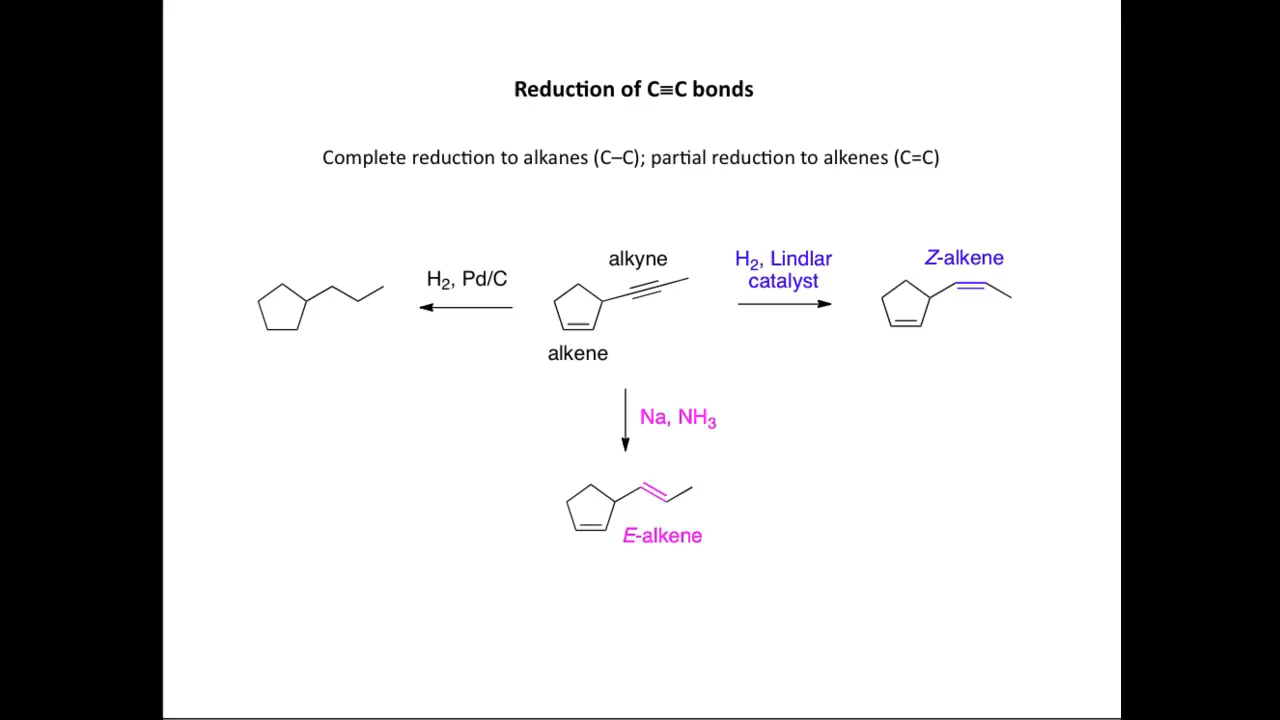 Reduction of C≡C bonds
Complete reduction to alkanes (C–C); partial reduction to alkenes (C=C)
H₂, Pd/C
alkyne
alkene
H₂, Lindlar
catalyst
Z-alkene
Na, NH₃
E-alkene